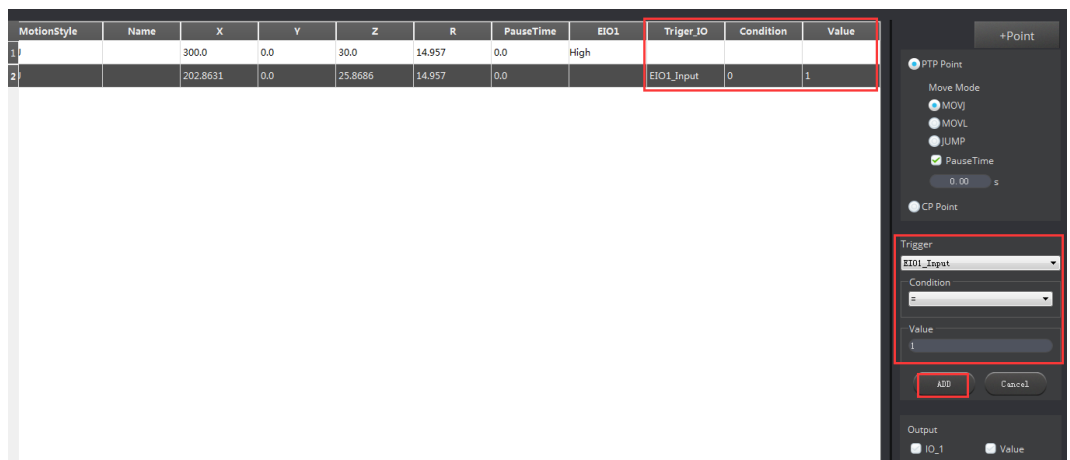 MotionStyle Name X Y Z R PauseTime EIO1 Triger_IO Condition Value
1 J 300.0 0.0 30.0 14.957 0.0 High
2 J 202.8631 0.0 25.8686 14.957 0.0 EIO1_Input 0 1
+Point
PTP Point
Move Mode
MOVJ
MOVL
JUMP
PauseTime
0.00 s
CP Point
Trigger
EIO1_Input
Condition
=
Value
1
ADD Cancel
Output
IO_1 Value